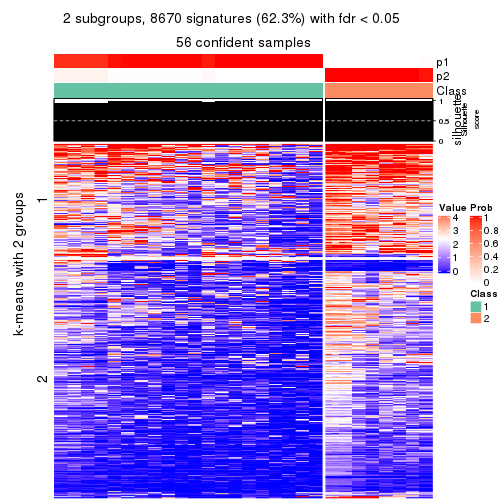 2 subgroups, 8670 signatures (62.3%) with fdr < 0.05
56 confident samples
p1
p2
Class
1
0.5
0
silhouette
Silhouette
score
k-means with 2 groups
1
2
Value
4
3
2
1
0
Prob
1
0.8
0.6
0.4
0.2
0
Class
1
2